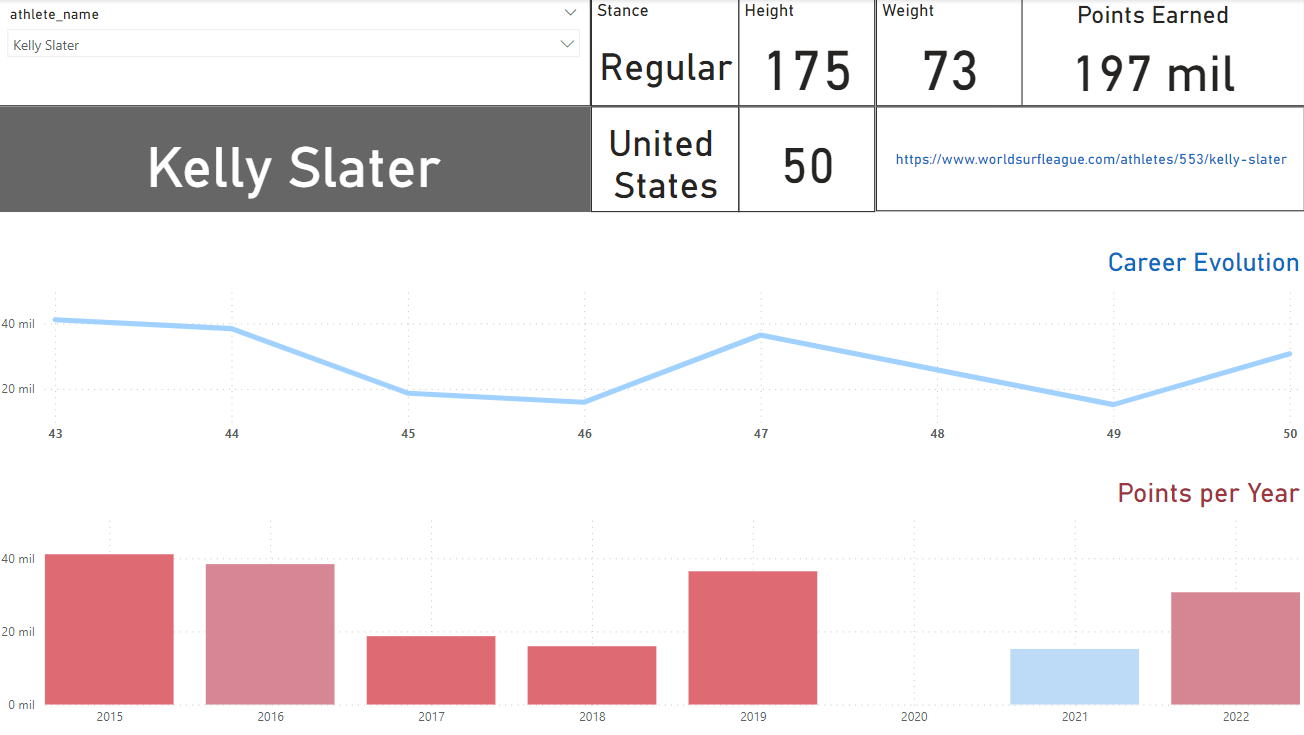 athlete_name
Kelly Slater
Stance
Regular
Height
175
Weight
73
Points Earned
197 mil
Kelly Slater
United
States
50
https://www.worldsurfleague.com/athletes/553/kelly-slater
Career Evolution
40 mil
20 mil
43 44 45 46 47 48 49 50
Points per Year
40 mil
20 mil
0 mil
2015 2016 2017 2018 2019 2020 2021 2022